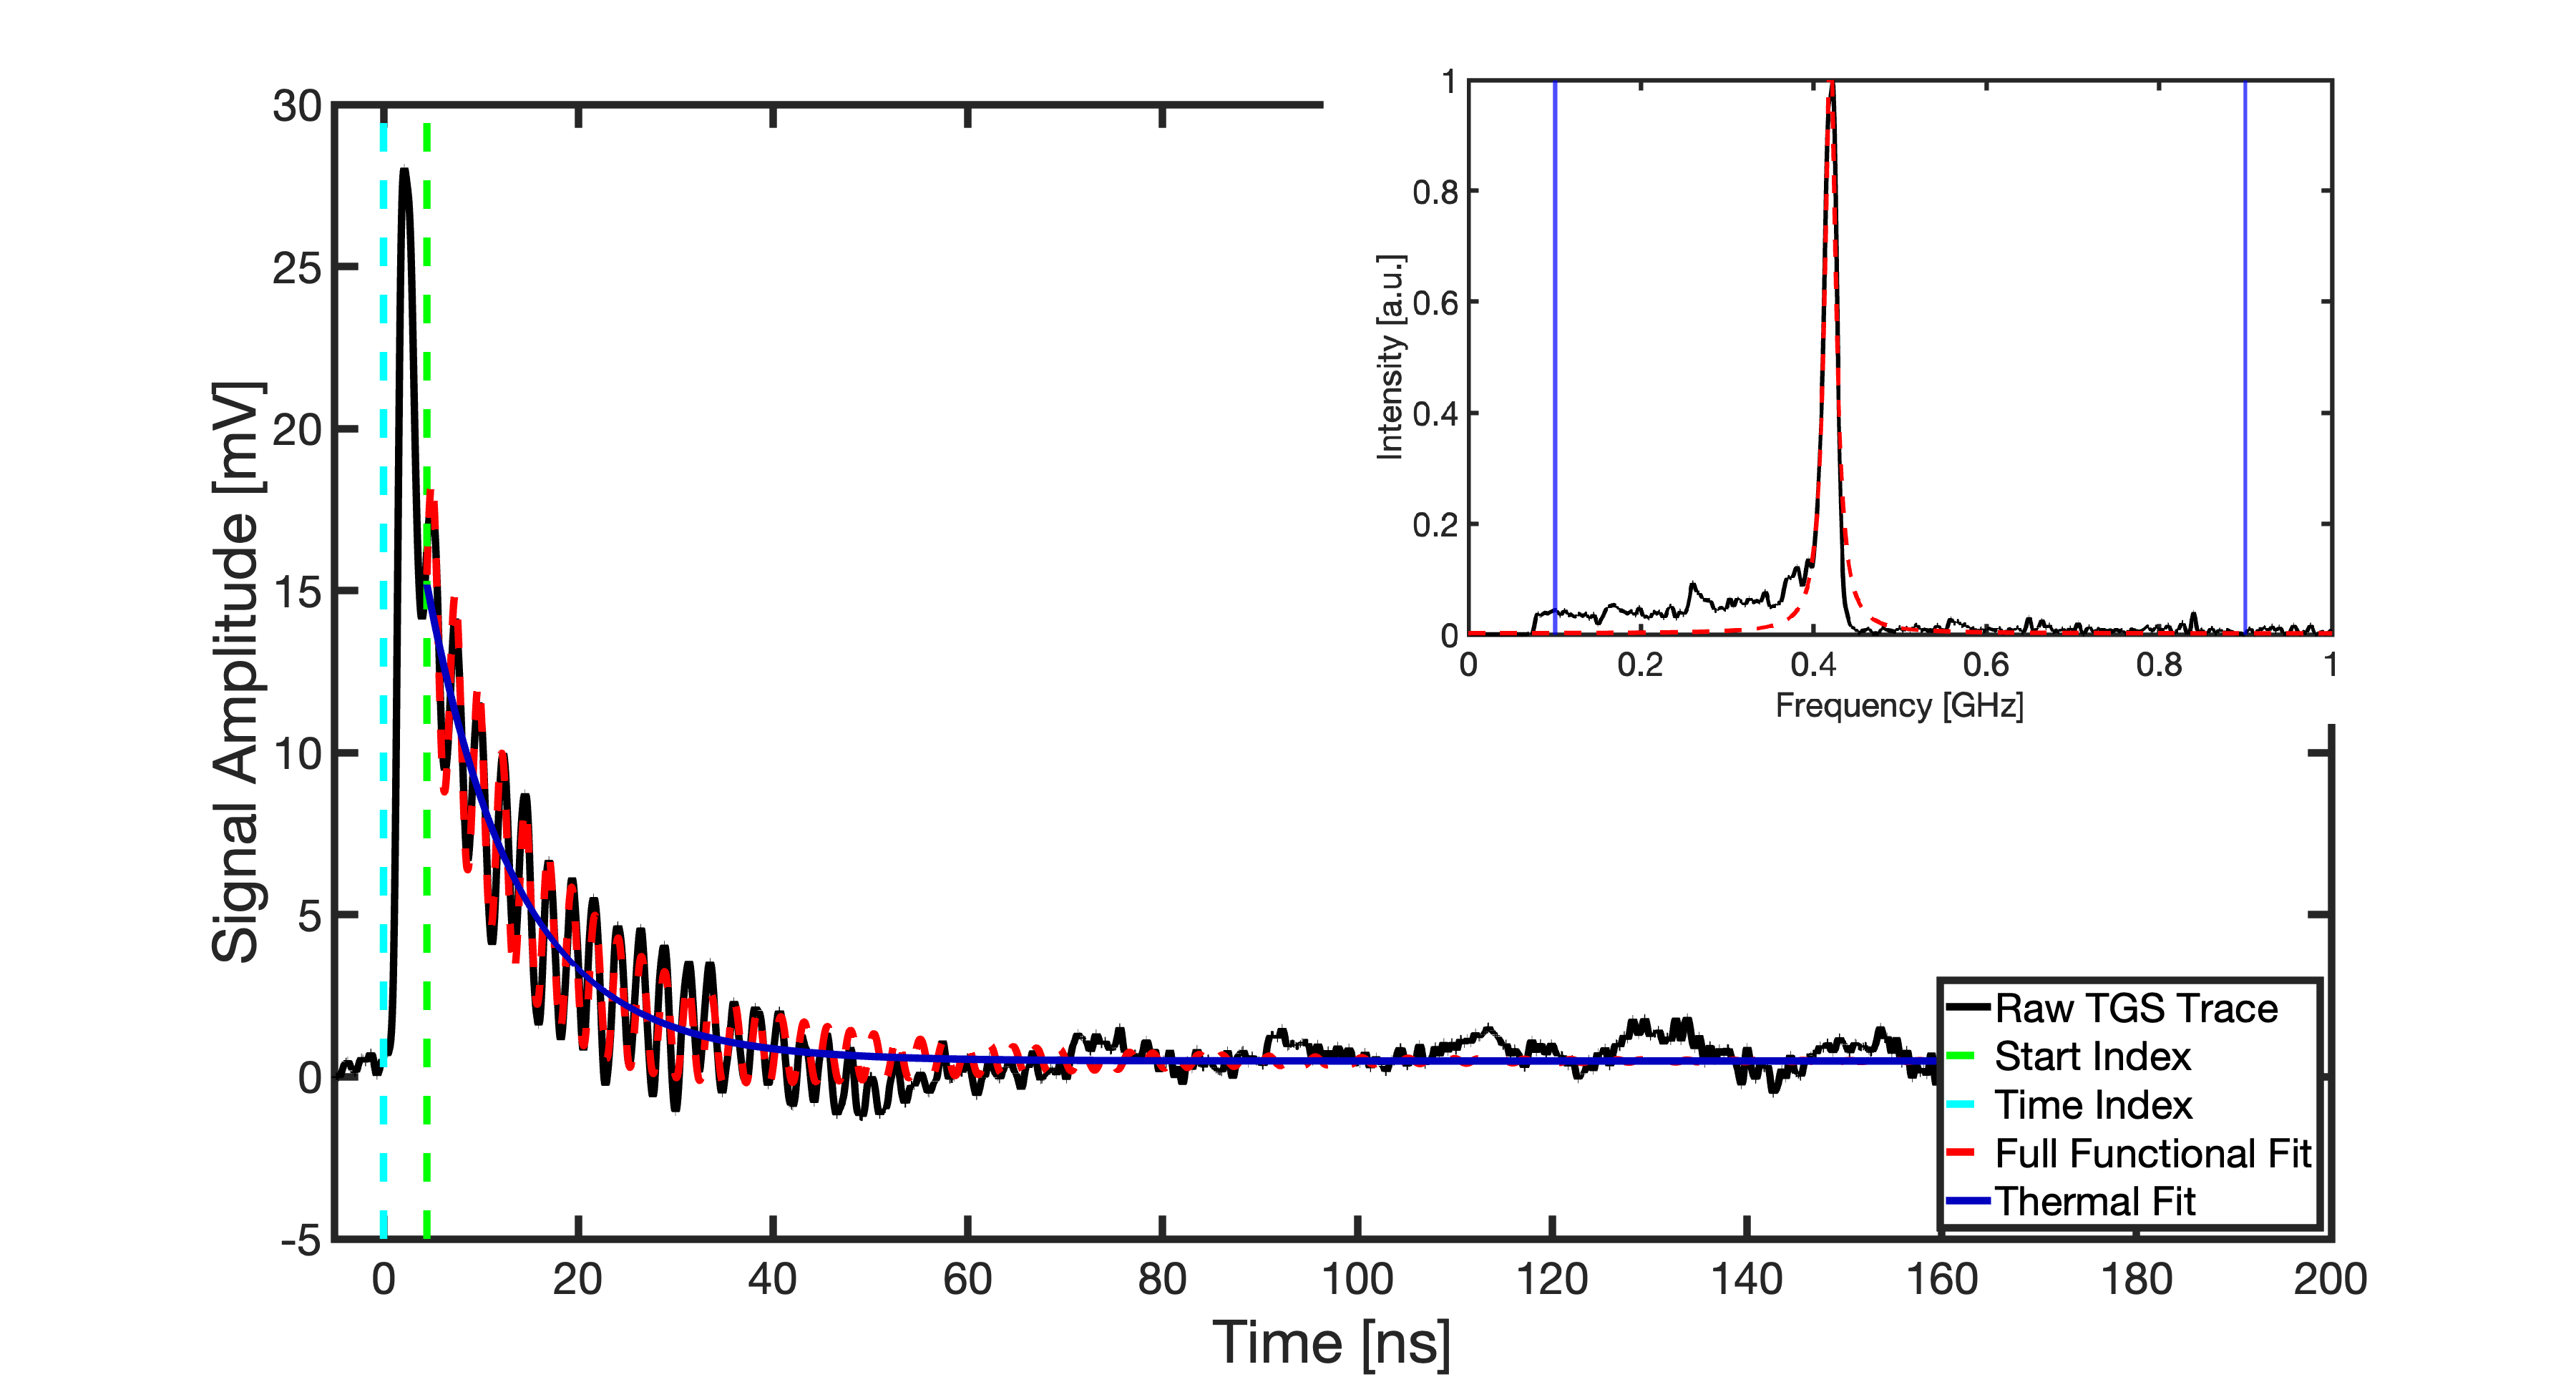 Signal Amplitude [mV]
30
25
20
15
10
5
0
-5
0 20 40 60 80 100 120 140 160 180 200
Time [ns]
Intensity [a.u.]
1
0.8
0.6
0.4
0.2
0
0 0.2 0.4 0.6 0.8 1
Frequency [GHz]
Raw TGS Trace
Start Index
Time Index
Full Functional Fit
Thermal Fit